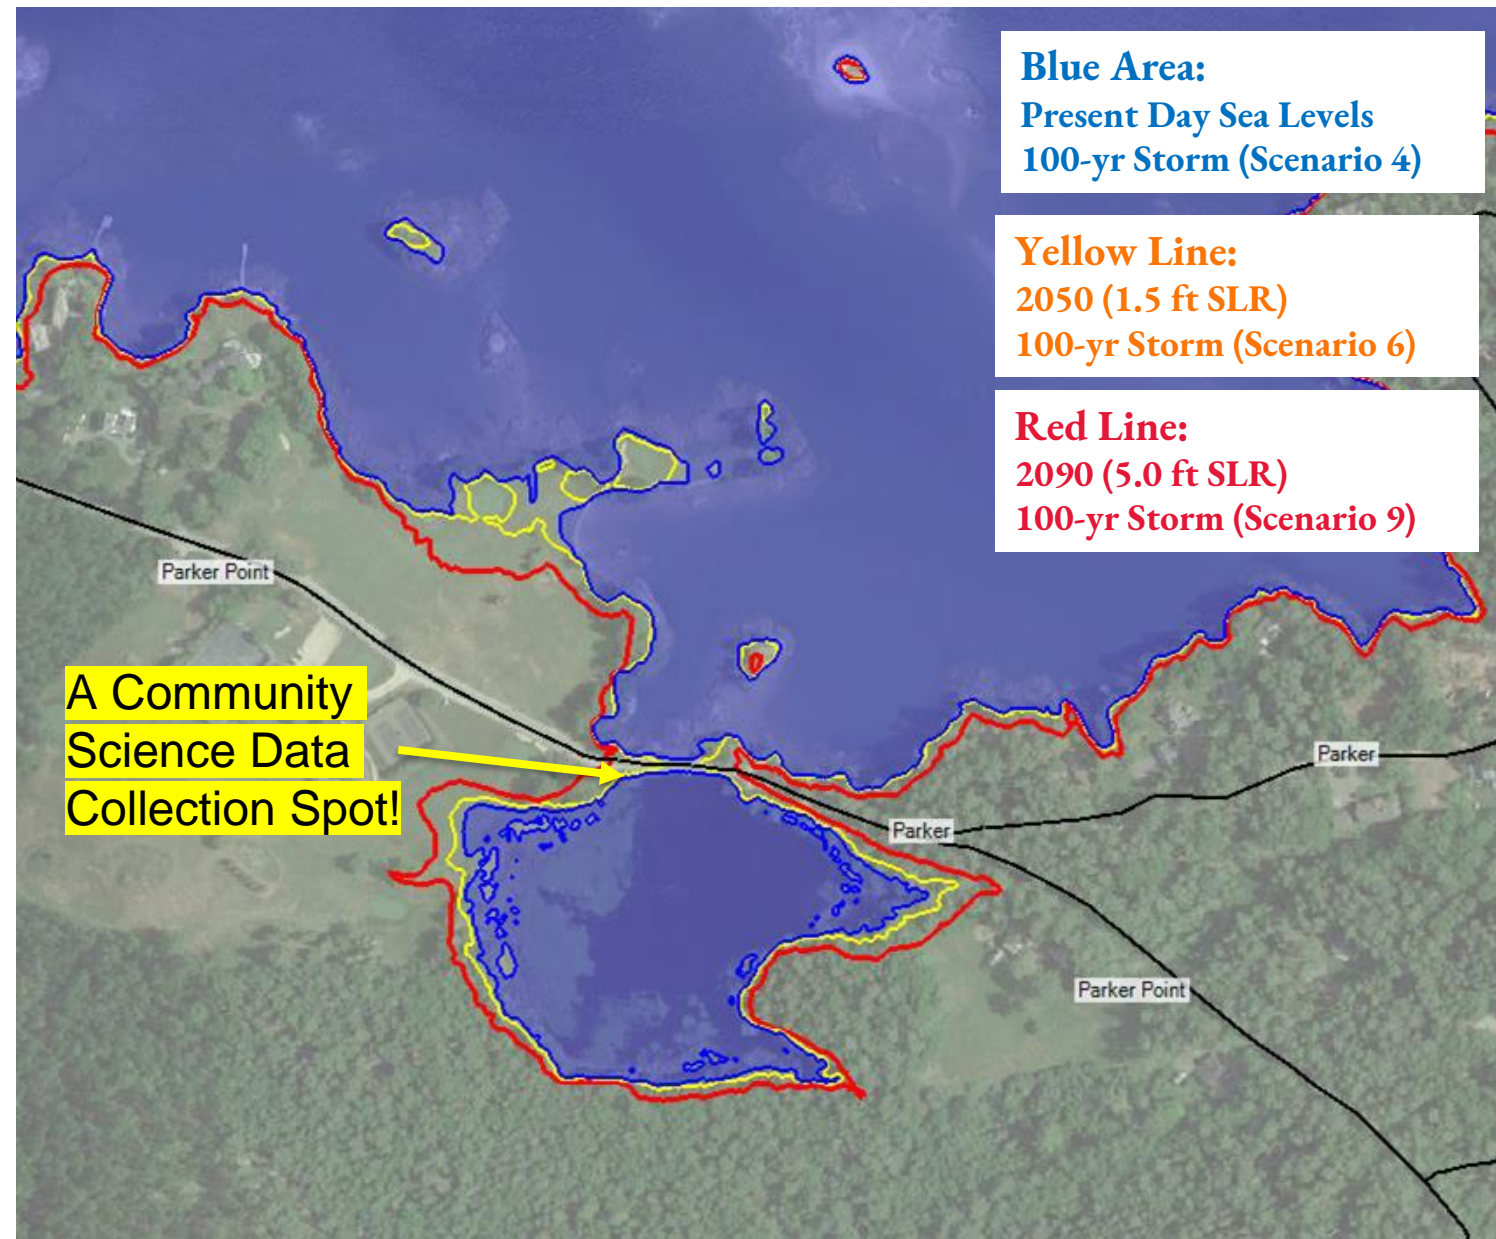 Blue Area:
Present Day Sea Levels
100-yr Storm (Scenario 4)
Yellow Line:
2050 (1.5 ft SLR)
100-yr Storm (Scenario 6)
Red Line:
2090 (5.0 ft SLR)
100-yr Storm (Scenario 9)
Parker Point
A Community
Science Data
Collection Spot!
Parker
Parker
Parker Point